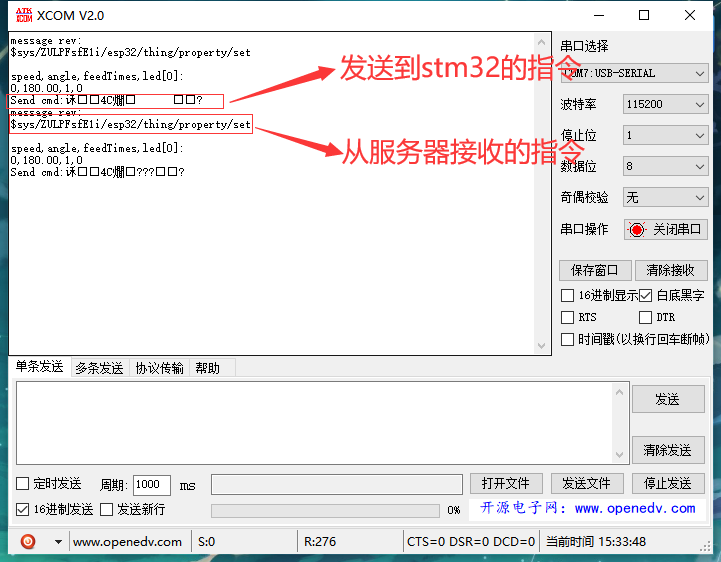 ATK
XCOM XCOM V2.0
message rev:
$sys/ZULPFsfE1i/esp32/thing/property/set
speed,angle,feedTimes,led[0]:
0,180.00,1,0
Send cmd:
message rev:
$sys/ZULPFsfE1i/esp32/thing/property/set
speed,angle,feedTimes,led[0]:
0,180.00,1,0
Send cmd:
发送到stm32的指令
从服务器接收的指令
串口选择
COM7:USB-SERIAL
波特率 115200
停止位 1
数据位 8
奇偶校验 无
串口操作 关闭串口
保存窗口 清除接收
16进制显示 白底黑字
RTS DTR
时间戳(以换行回车断帧)
单条发送 多条发送 协议传输 帮助
发送
清除发送
定时发送 周期: 1000 ms 打开文件 发送文件 停止发送
16进制发送 发送新行 0% 开源电子网：www.openedv.com
www.openedv.com S:0 R:276 CTS=0 DSR=0 DCD=0 当前时间 15:33:48